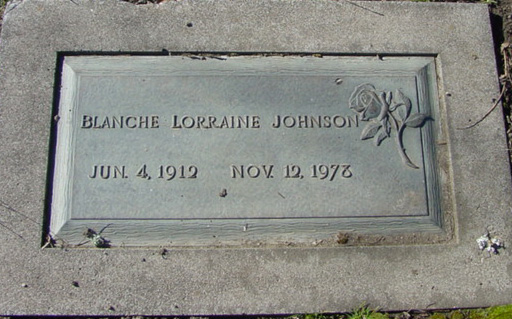 BLANCHE LORRAINE JOHNSON
JUN. 4, 1912 NOV. 12, 1978